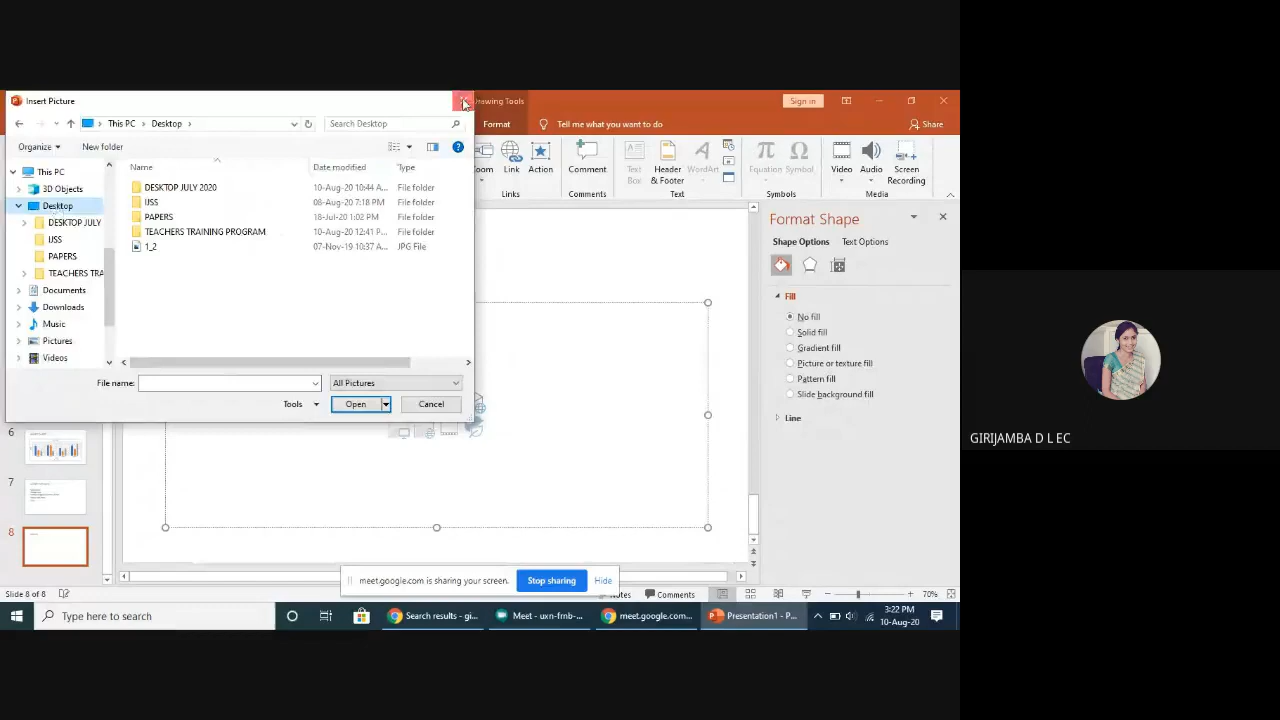 Insert Picture
Drawing Tools
Sign in
This PC
Desktop
Search Desktop
Format
Tell me what you want to do
Share
Organize
New folder
Zoom
Link
Action
Comment
Text Box
Header & Footer
WordArt
Equation
Symbol
Video
Audio
Screen Recording
Links
Comments
Text
Symbols
Media
This PC
3D Objects
Desktop
DESKTOP JULY
IJSS
PAPERS
TEACHERS TRA
Documents
Downloads
Music
Pictures
Videos
Name Date modified Type
DESKTOP JULY 2020 10-Aug-20 10:44 A... File folder
IJSS 08-Aug-20 7:18 PM File folder
PAPERS 18-Jul-20 1:02 PM File folder
TEACHERS TRAINING PROGRAM 10-Aug-20 12:41 P... File folder
1_2 07-Nov-19 10:37 A... JPG File
File name:
All Pictures
Tools
Open
Cancel
Format Shape
Shape Options Text Options
Fill
No fill
Solid fill
Gradient fill
Picture or texture fill
Pattern fill
Slide background fill
Line
6
7
8
GIRIJAMBA D L EC
meet.google.com is sharing your screen.
Stop sharing
Hide
Slide 8 of 8
Notes
Comments
70%
Type here to search
Search results - gi...
Meet - uxn-frnb-...
meet.google.com...
Presentation1 - P...
3:22 PM
10-Aug-20